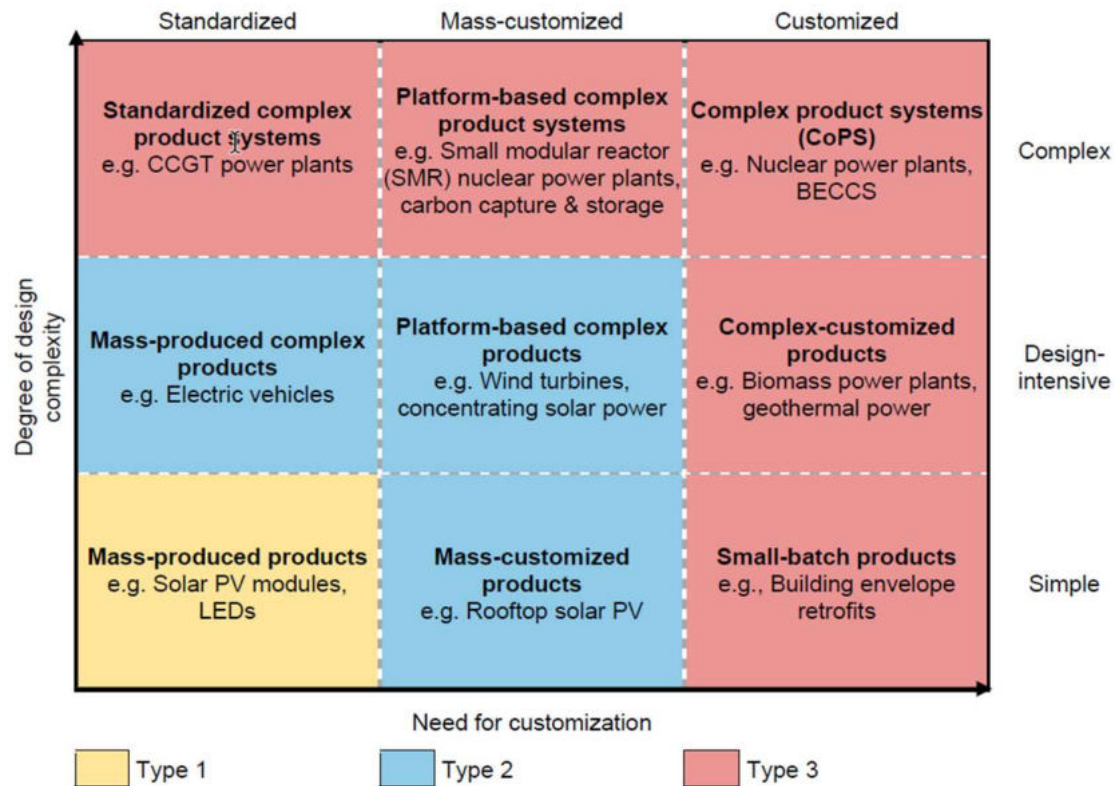 Standardized
Mass-customized
Customized
Standardized complex
product systems
e.g. CCGT power plants
Platform-based complex
product systems
e.g. Small modular reactor
(SMR) nuclear power plants,
carbon capture & storage
Complex product systems
(CoPS)
e.g. Nuclear power plants,
BECCS
Complex
Degree of design
complexity
Mass-produced complex
products
e.g. Electric vehicles
Platform-based complex
products
e.g. Wind turbines,
concentrating solar power
Complex-customized
products
e.g. Biomass power plants,
geothermal power
Design-
intensive
Mass-produced products
e.g. Solar PV modules,
LEDs
Mass-customized
products
e.g. Rooftop solar PV
Small-batch products
e.g., Building envelope
retrofits
Simple
Need for customization
Type 1
Type 2
Type 3